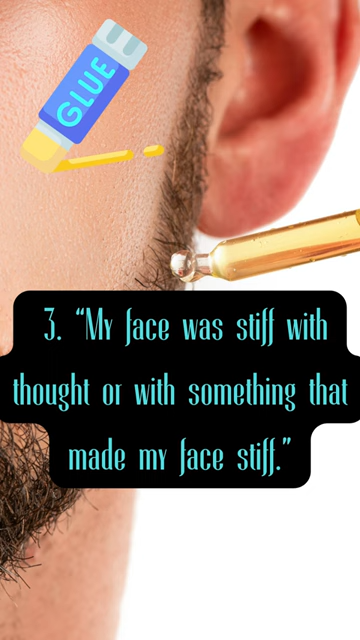 GLUE
3. “My face was stiff with
thought or with something that
made my face stiff.”